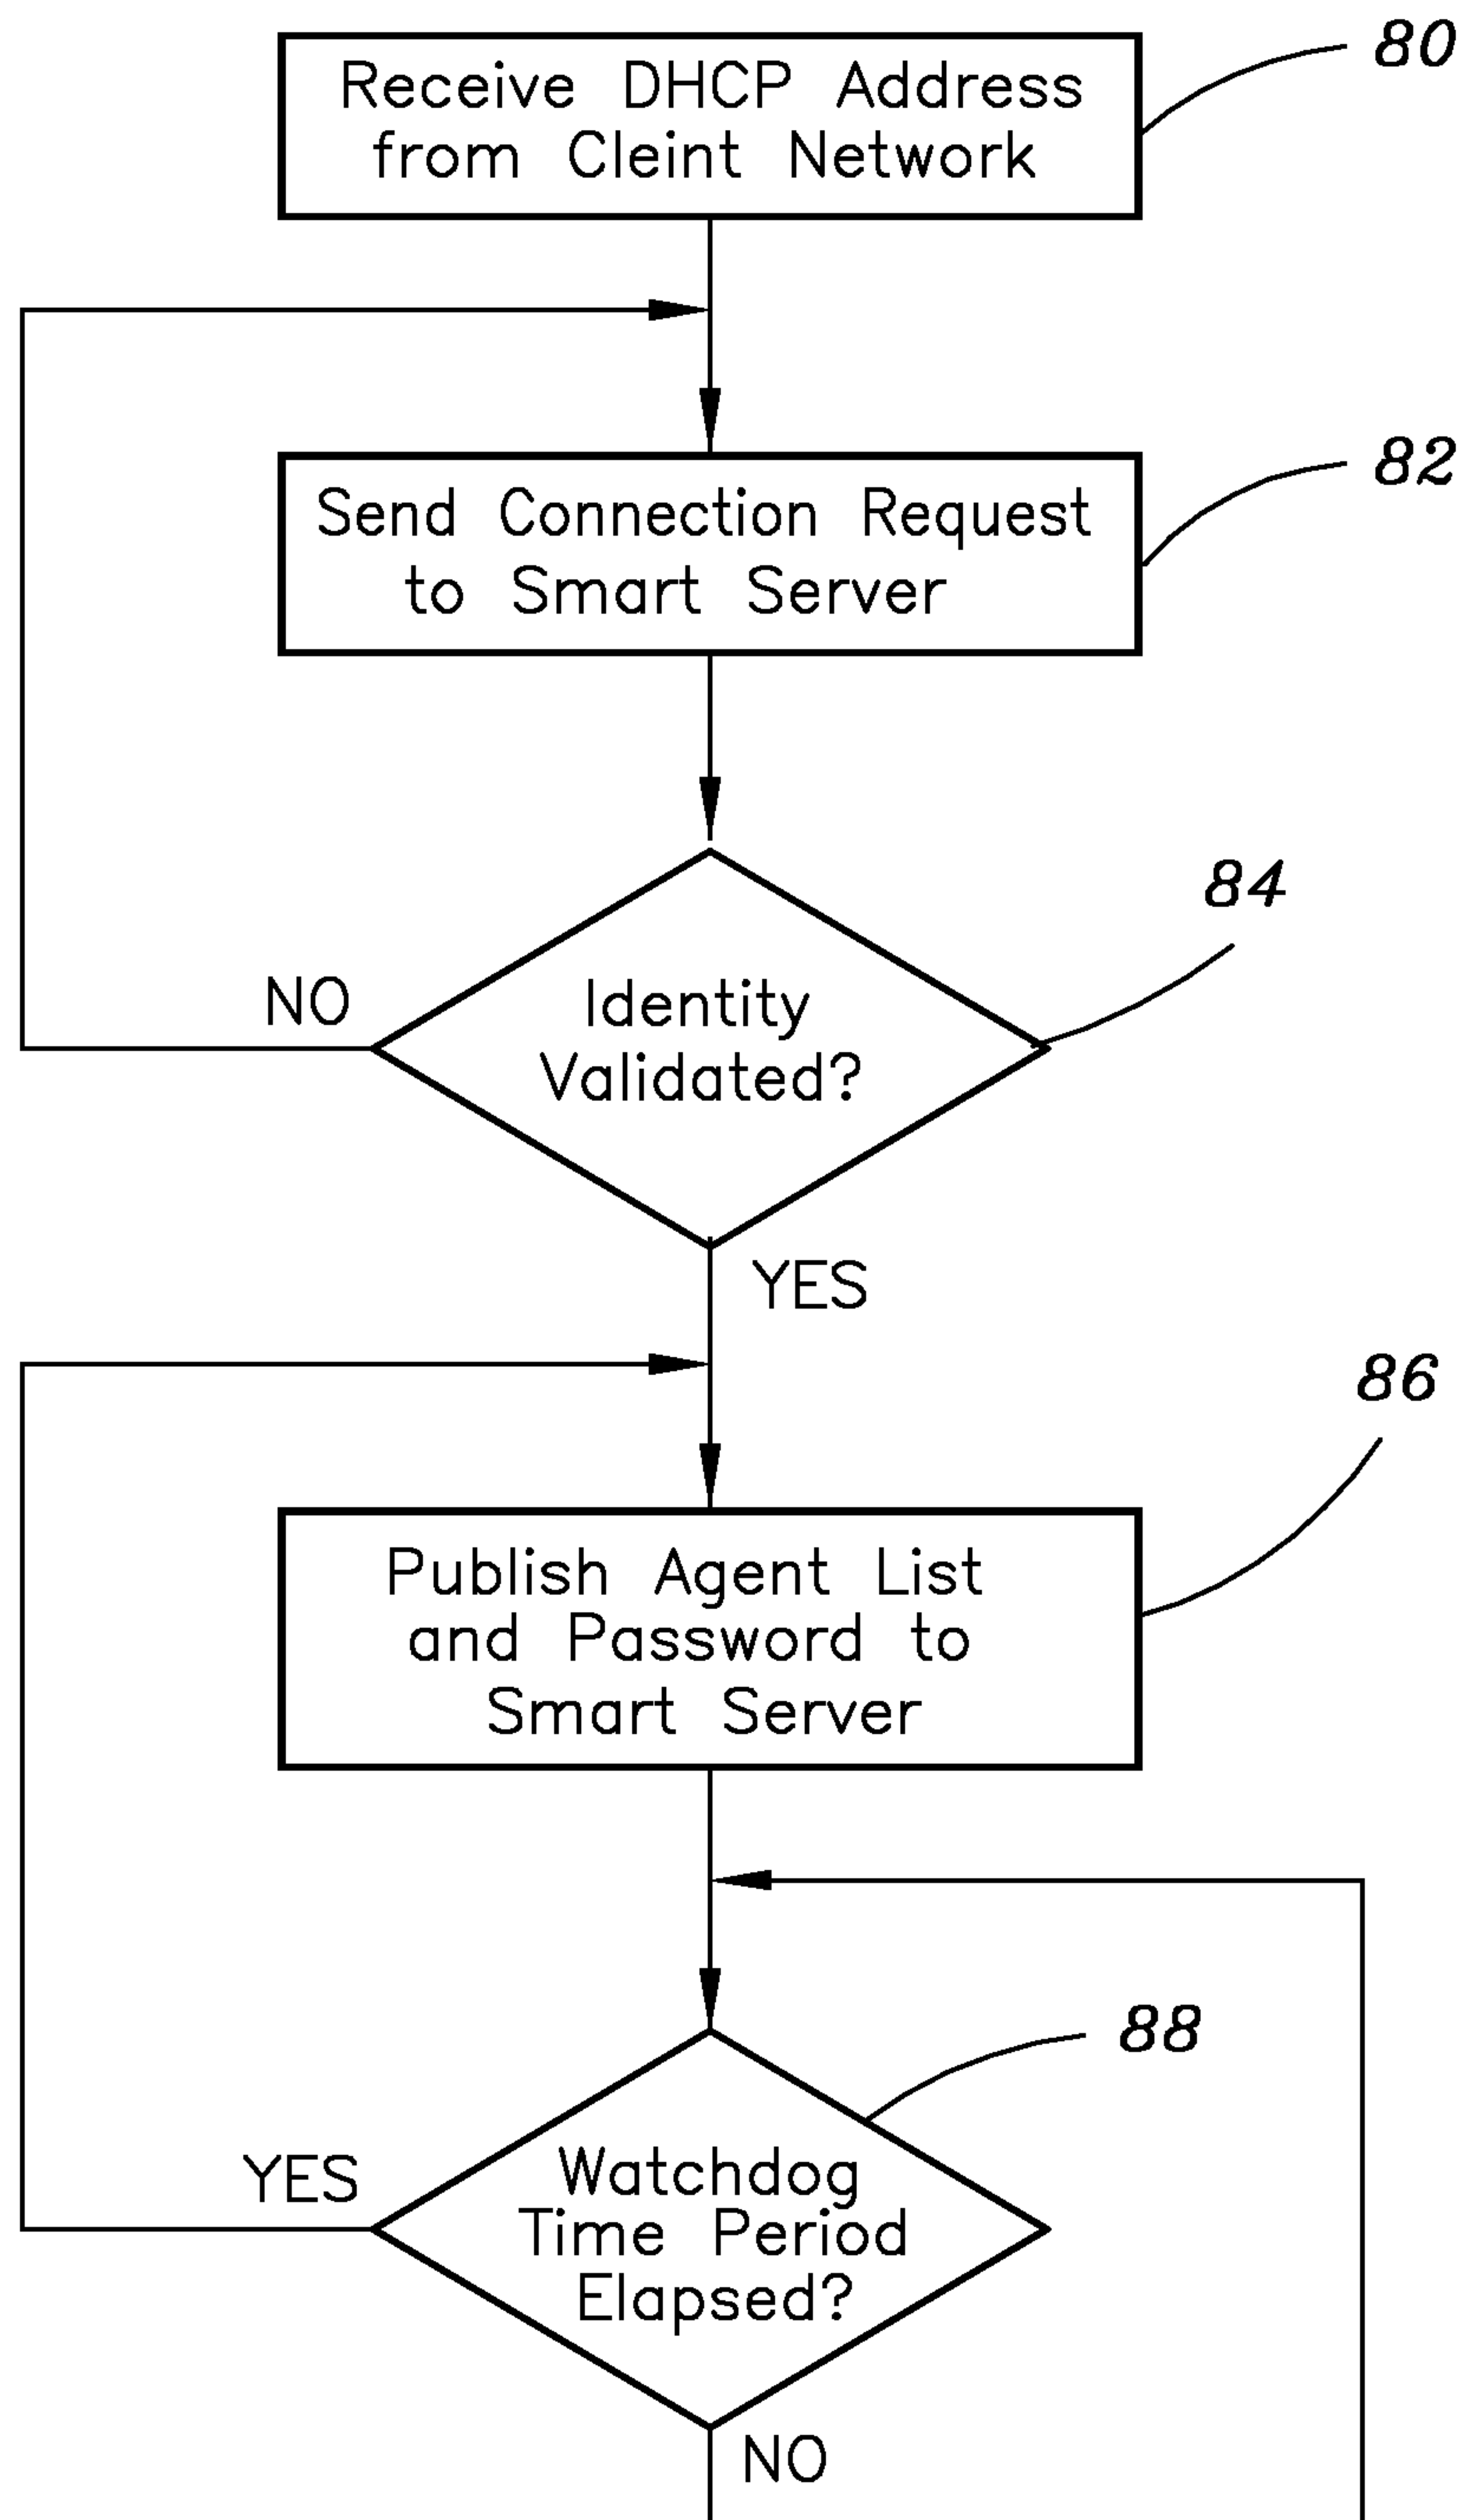 Receive DHCP Address
from Cleint Network
80
Send Connection Request
to Smart Server
82
84
NO
Identity
Validated?
YES
86
Publish Agent List
and Password to
Smart Server
88
YES
Watchdog
Time Period
Elapsed?
NO